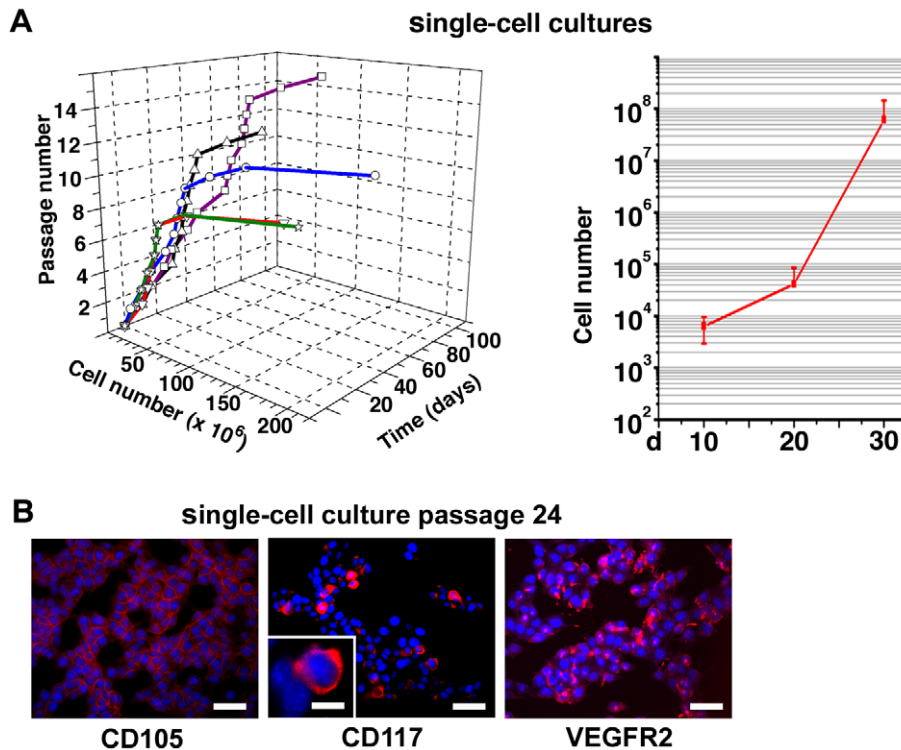 A
single-cell cultures
Passage number
14
12
10
8
6
4
2
50
100
150
200
Cell number (x 10⁶)
20
40
60
80
100
Time (days)
Cell number
10⁸
10⁷
10⁶
10⁵
10⁴
10³
10²
d 10 20 30
B
single-cell culture passage 24
CD105 CD117 VEGFR2